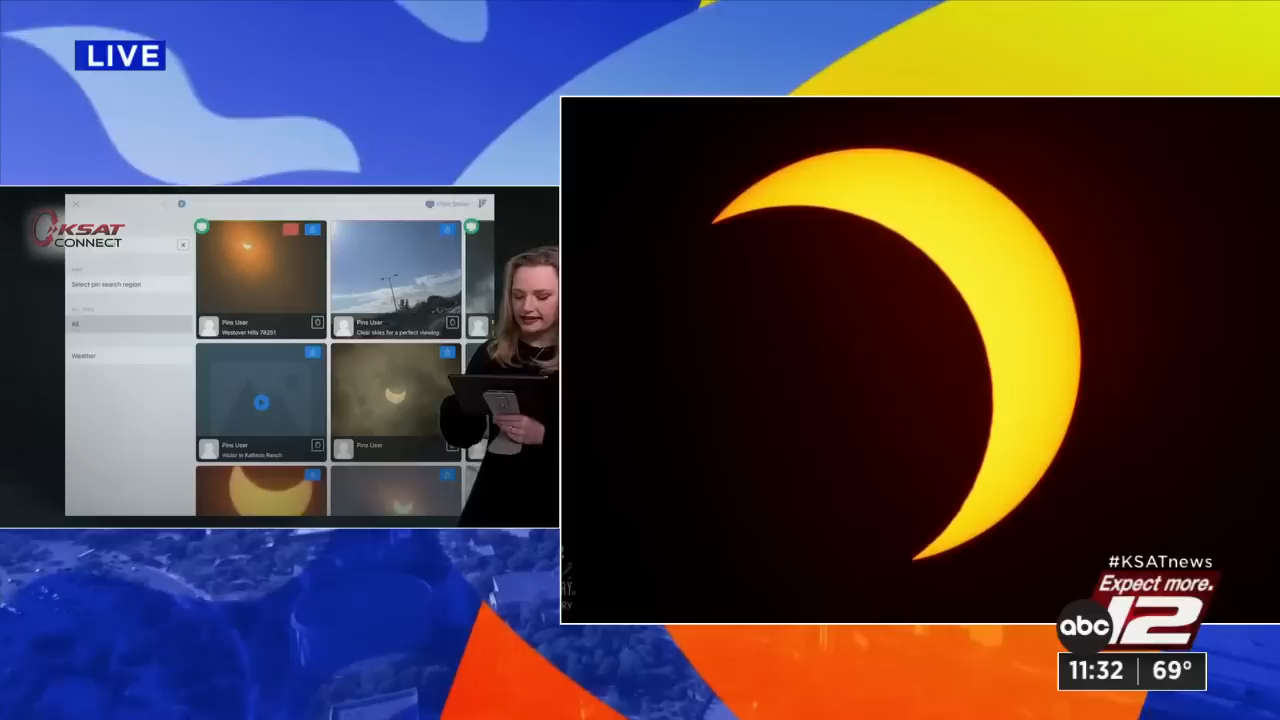 LIVE
KSAT
CONNECT
Select pin search region
All
Weather
Pins User
Westover Hills 78251
Pins User
Clear skies for a perfect viewing
Pins User
Pins User
#KSATnews
Expect more.
abc 12
11:32 69°